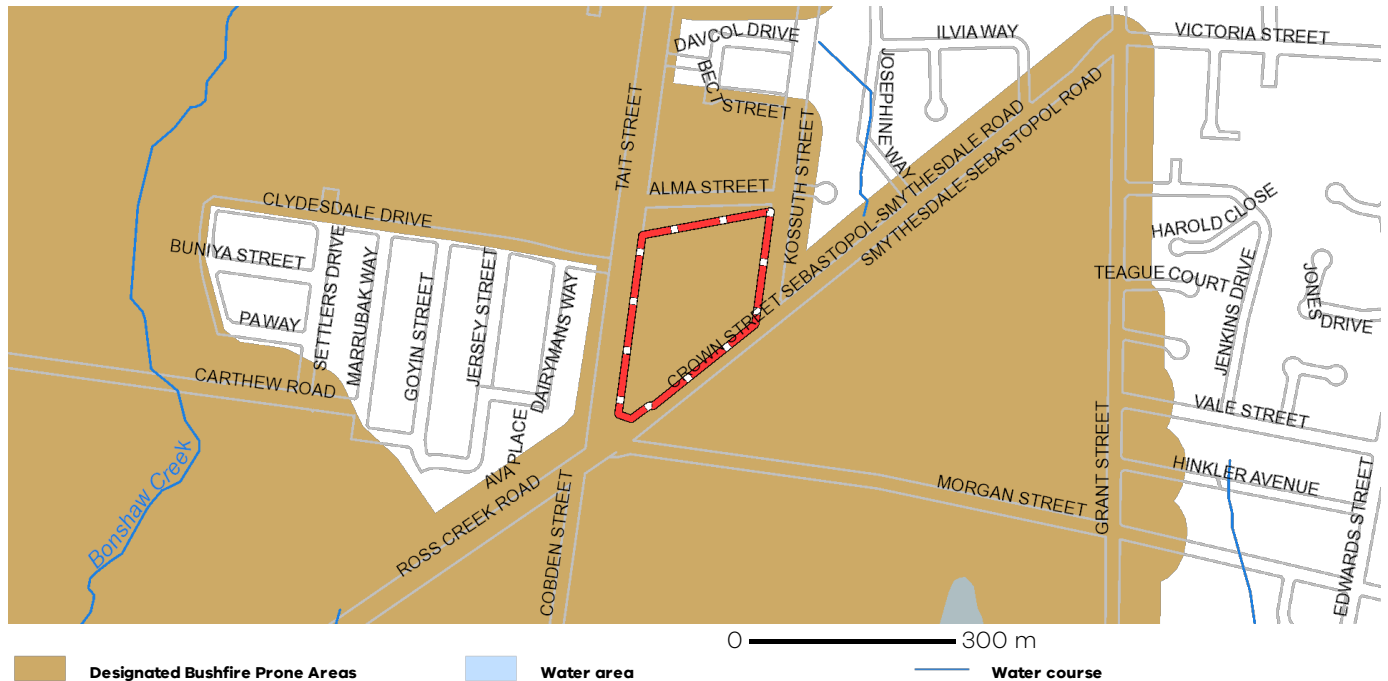 DAVCOL DRIVE
ILVIA WAY
VICTORIA STREET
BECT STREET
JOSEPHINE WAY
TAIT STREET
KOSSUTH STREET
ALMA STREET
CLYDESDALE DRIVE
CROWN STREET SEBASTOPOL-SMYTHESDALE ROAD
SMYTHESDALE-SEBASTOPOL ROAD
HAROLD CLOSE
BUNIYA STREET
SETTLERS DRIVE
MARRUBAK WAY
GOYIN STREET
JERSEY STREET
DAIRYMANS WAY
TEAGUE COURT
JENKINS DRIVE
JONES DRIVE
PA WAY
CARTHEW ROAD
VALE STREET
AVA PLACE
GRANT STREET
HINKLER AVENUE
MORGAN STREET
EDWARDS STREET
Bonshaw Creek
ROSS CREEK ROAD
COBDEN STREET
0 300 m
Designated Bushfire Prone Areas
Water area
Water course